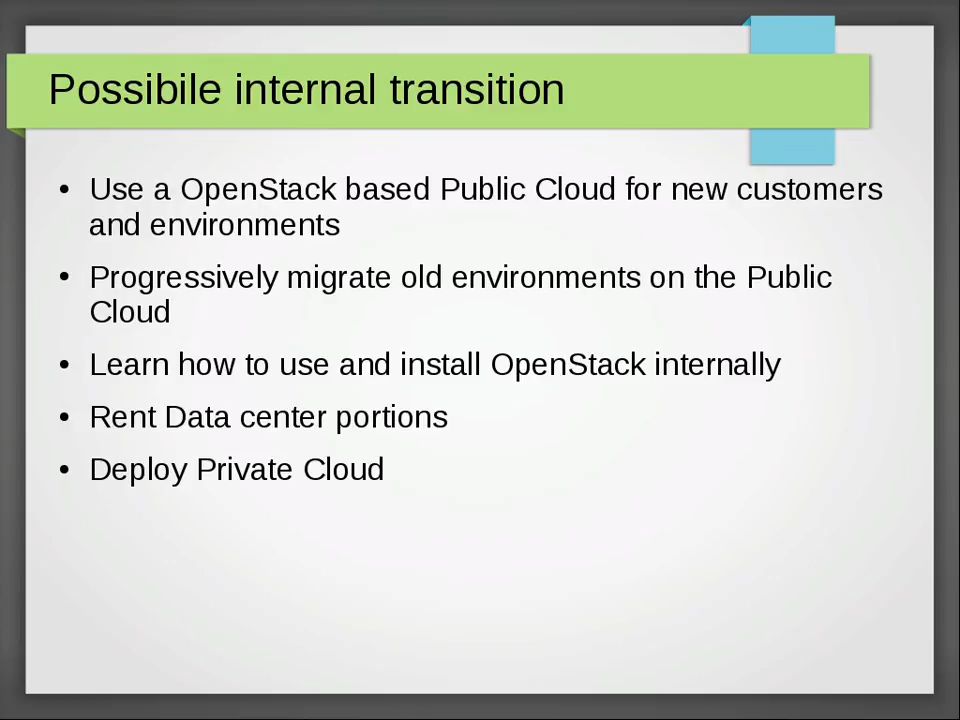 Possibile internal transition
• Use a OpenStack based Public Cloud for new customers
and environments
• Progressively migrate old environments on the Public
Cloud
• Learn how to use and install OpenStack internally
• Rent Data center portions
• Deploy Private Cloud